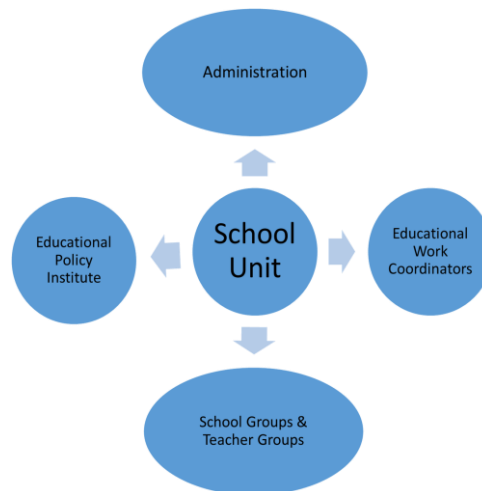 Administration
Educational
Policy
Institute
School
Unit
Educational
Work
Coordinators
School Groups &
Teacher Groups